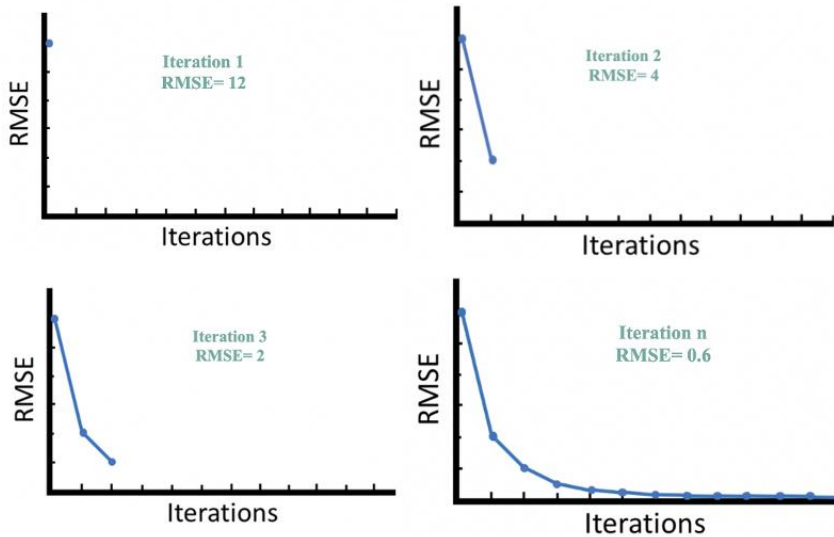 Iteration 1
RMSE= 12
RMSE
Iterations
Iteration 2
RMSE= 4
RMSE
Iterations
Iteration 3
RMSE= 2
RMSE
Iterations
Iteration n
RMSE= 0.6
RMSE
Iterations